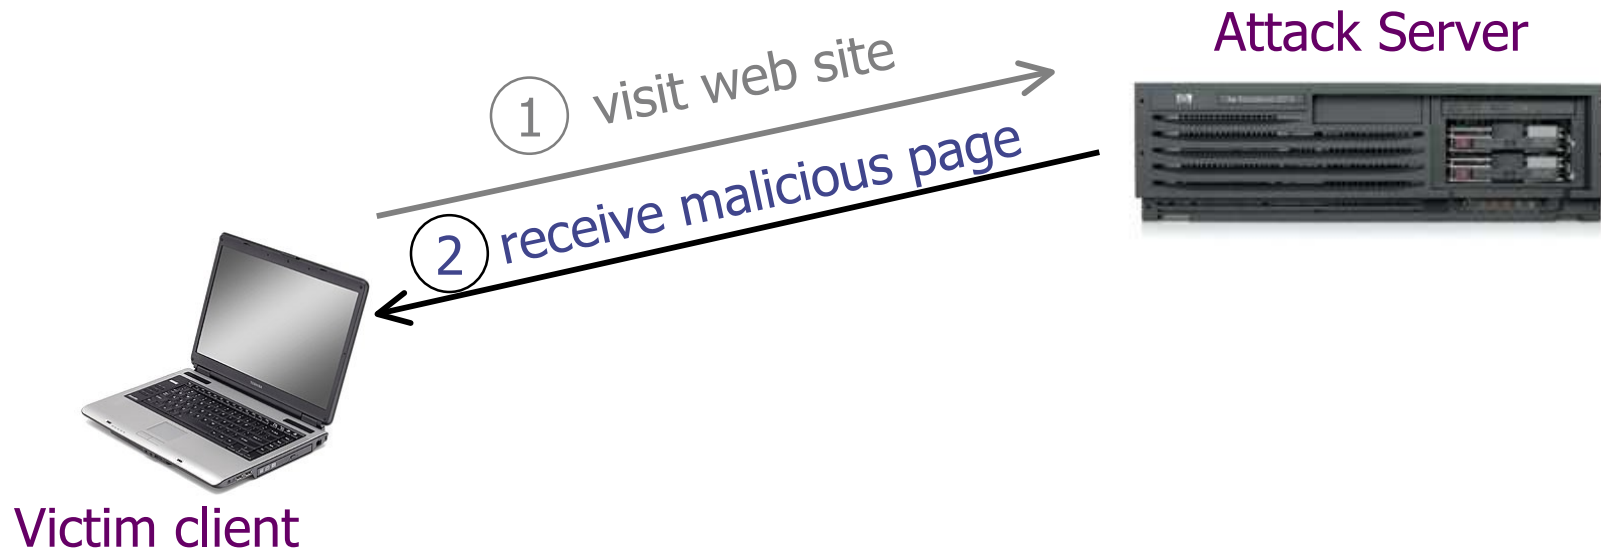 Attack Server
1 visit web site
2 receive malicious page
Victim client